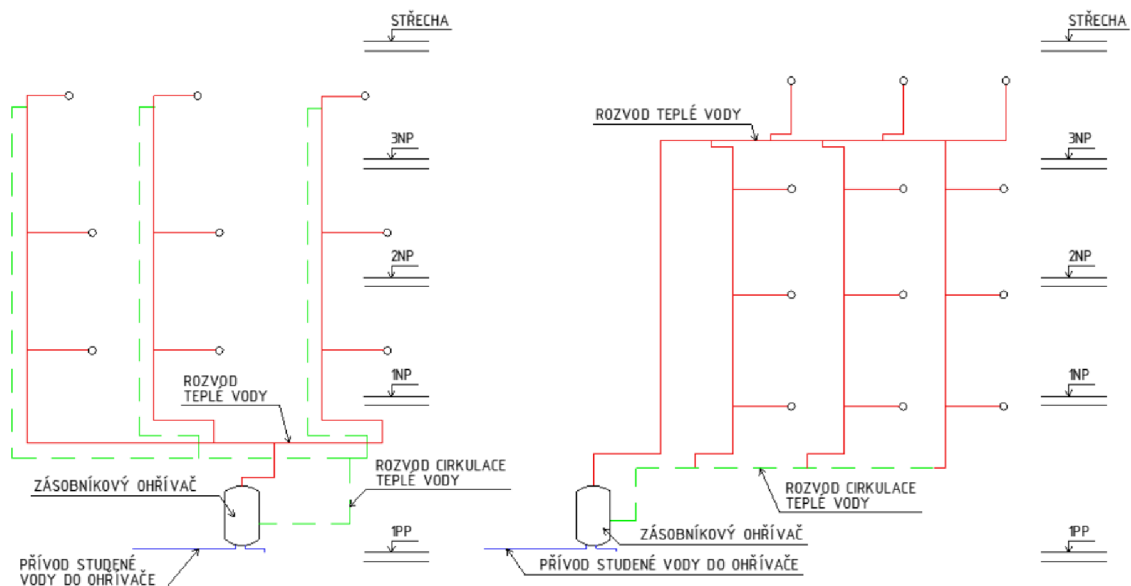 STŘECHA
3NP
2NP
1NP
ROZVOD
TEPLÉ VODY
ROZVOD CIRKULACE
TEPLÉ VODY
ZÁSOBNÍKOVÝ OHŘÍVAČ
1PP
PŘÍVOD STUDENÉ
VODY DO OHŘÍVAČE
STŘECHA
ROZVOD TEPLÉ VODY
3NP
2NP
1NP
ROZVOD CIRKULACE
TEPLÉ VODY
ZÁSOBNÍKOVÝ OHŘÍVAČ
1PP
PŘÍVOD STUDENÉ VODY DO OHŘÍVAČE